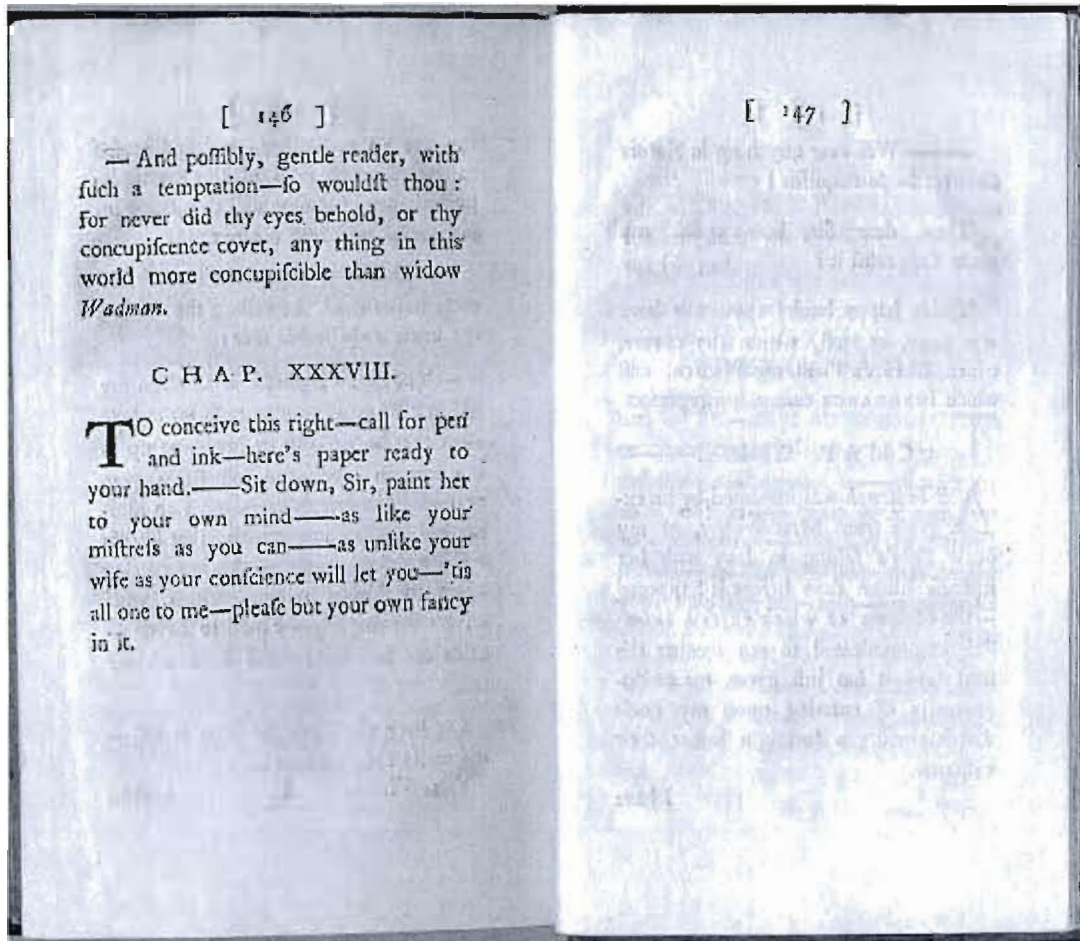 [ 146 ]
— And poſſibly, gentle reader, with
ſuch a temptation—ſo wouldſt thou :
For never did thy eyes behold, or thy
concupiſcence covet, any thing in this
world more concupiſcible than widow
Wadman.
C H A P. XXXVIII.
TO conceive this right—call for pen
and ink—here's paper ready to
your hand.——Sit down, Sir, paint her
to your own mind——as like your
miſtreſs as you can——as unlike your
wife as your conſcience will let you—'tis
all one to me—pleaſe but your own fancy
in it.
[ 147 ]